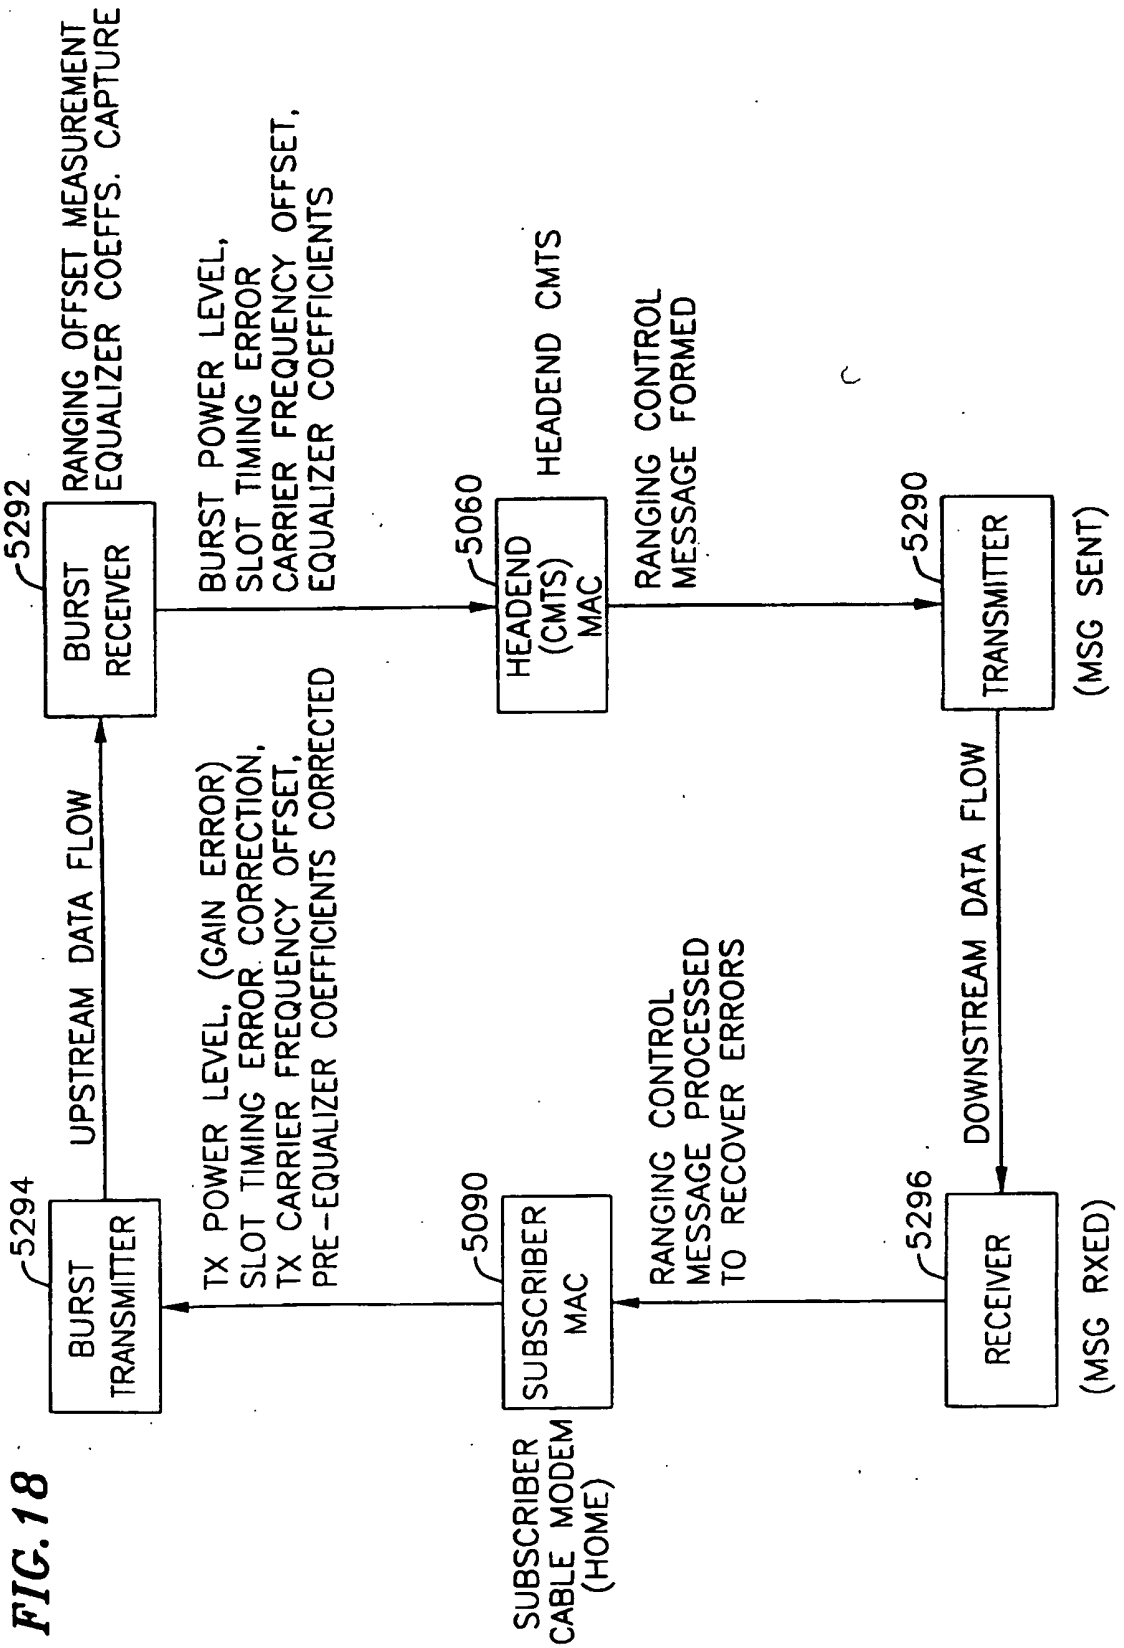 FIG. 18
5294
BURST
TRANSMITTER
UPSTREAM DATA FLOW
5292
BURST
RECEIVER
RANGING OFFSET MEASUREMENT
EQUALIZER COEFFS. CAPTURE
TX POWER LEVEL, (GAIN ERROR)
SLOT TIMING ERROR CORRECTION,
TX CARRIER FREQUENCY OFFSET,
PRE-EQUALIZER COEFFICIENTS CORRECTED
BURST POWER LEVEL,
SLOT TIMING ERROR
CARRIER FREQUENCY OFFSET,
EQUALIZER COEFFICIENTS
SUBSCRIBER
CABLE MODEM
(HOME)
5090
SUBSCRIBER
MAC
5060
HEADEND
(CMTS)
MAC
HEADEND CMTS
RANGING CONTROL
MESSAGE PROCESSED
TO RECOVER ERRORS
RANGING CONTROL
MESSAGE FORMED
5296
RECEIVER
(MSG RXED)
DOWNSTREAM DATA FLOW
5290
TRANSMITTER
(MSG SENT)